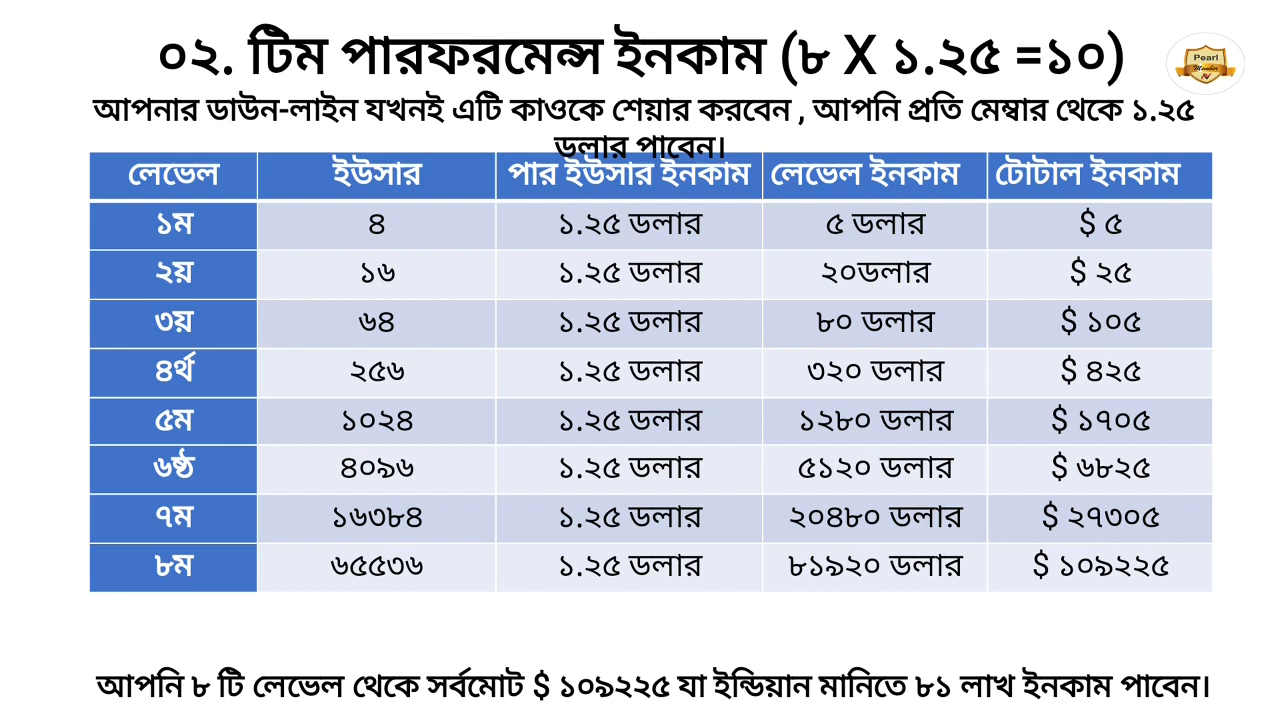 ০২. টিম পারফরমেন্স ইনকাম (৮ X ১.২৫ =১০)
Pearl
Member
আপনার ডাউন-লাইন যখনই এটি কাওকে শেয়ার করবেন , আপনি প্রতি মেম্বার থেকে ১.২৫
ডলার পাবেন।
লেভেল ইউসার পার ইউসার ইনকাম লেভেল ইনকাম টোটাল ইনকাম
১ম ৪ ১.২৫ ডলার ৫ ডলার $ ৫
২য় ১৬ ১.২৫ ডলার ২০ডলার $ ২৫
৩য় ৬৪ ১.২৫ ডলার ৮০ ডলার $ ১০৫
৪র্থ ২৫৬ ১.২৫ ডলার ৩২০ ডলার $ ৪২৫
৫ম ১০২৪ ১.২৫ ডলার ১২৮০ ডলার $ ১৭০৫
৬ষ্ঠ ৪০৯৬ ১.২৫ ডলার ৫১২০ ডলার $ ৬৮২৫
৭ম ১৬৩৮৪ ১.২৫ ডলার ২০৪৮০ ডলার $ ২৭৩০৫
৮ম ৬৫৫৩৬ ১.২৫ ডলার ৮১৯২০ ডলার $ ১০৯২২৫
আপনি ৮ টি লেভেল থেকে সর্বমোট $ ১০৯২২৫ যা ইন্ডিয়ান মানিতে ৮১ লাখ ইনকাম পাবেন।